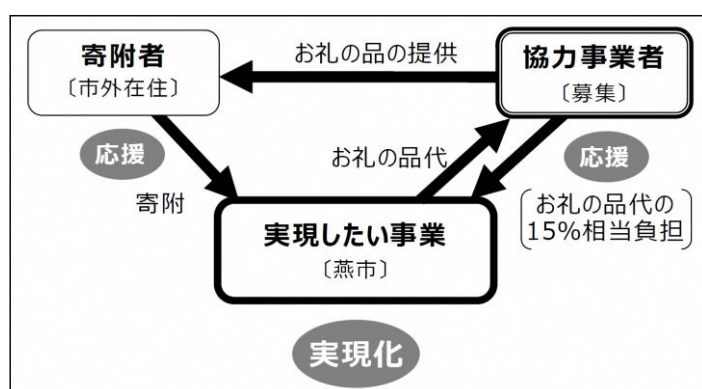 寄附者
〔市外在住〕
お礼の品の提供
協力事業者
〔募集〕
応援
寄附
お礼の品代
応援
お礼の品代の
15%相当負担
実現したい事業
〔燕市〕
実現化